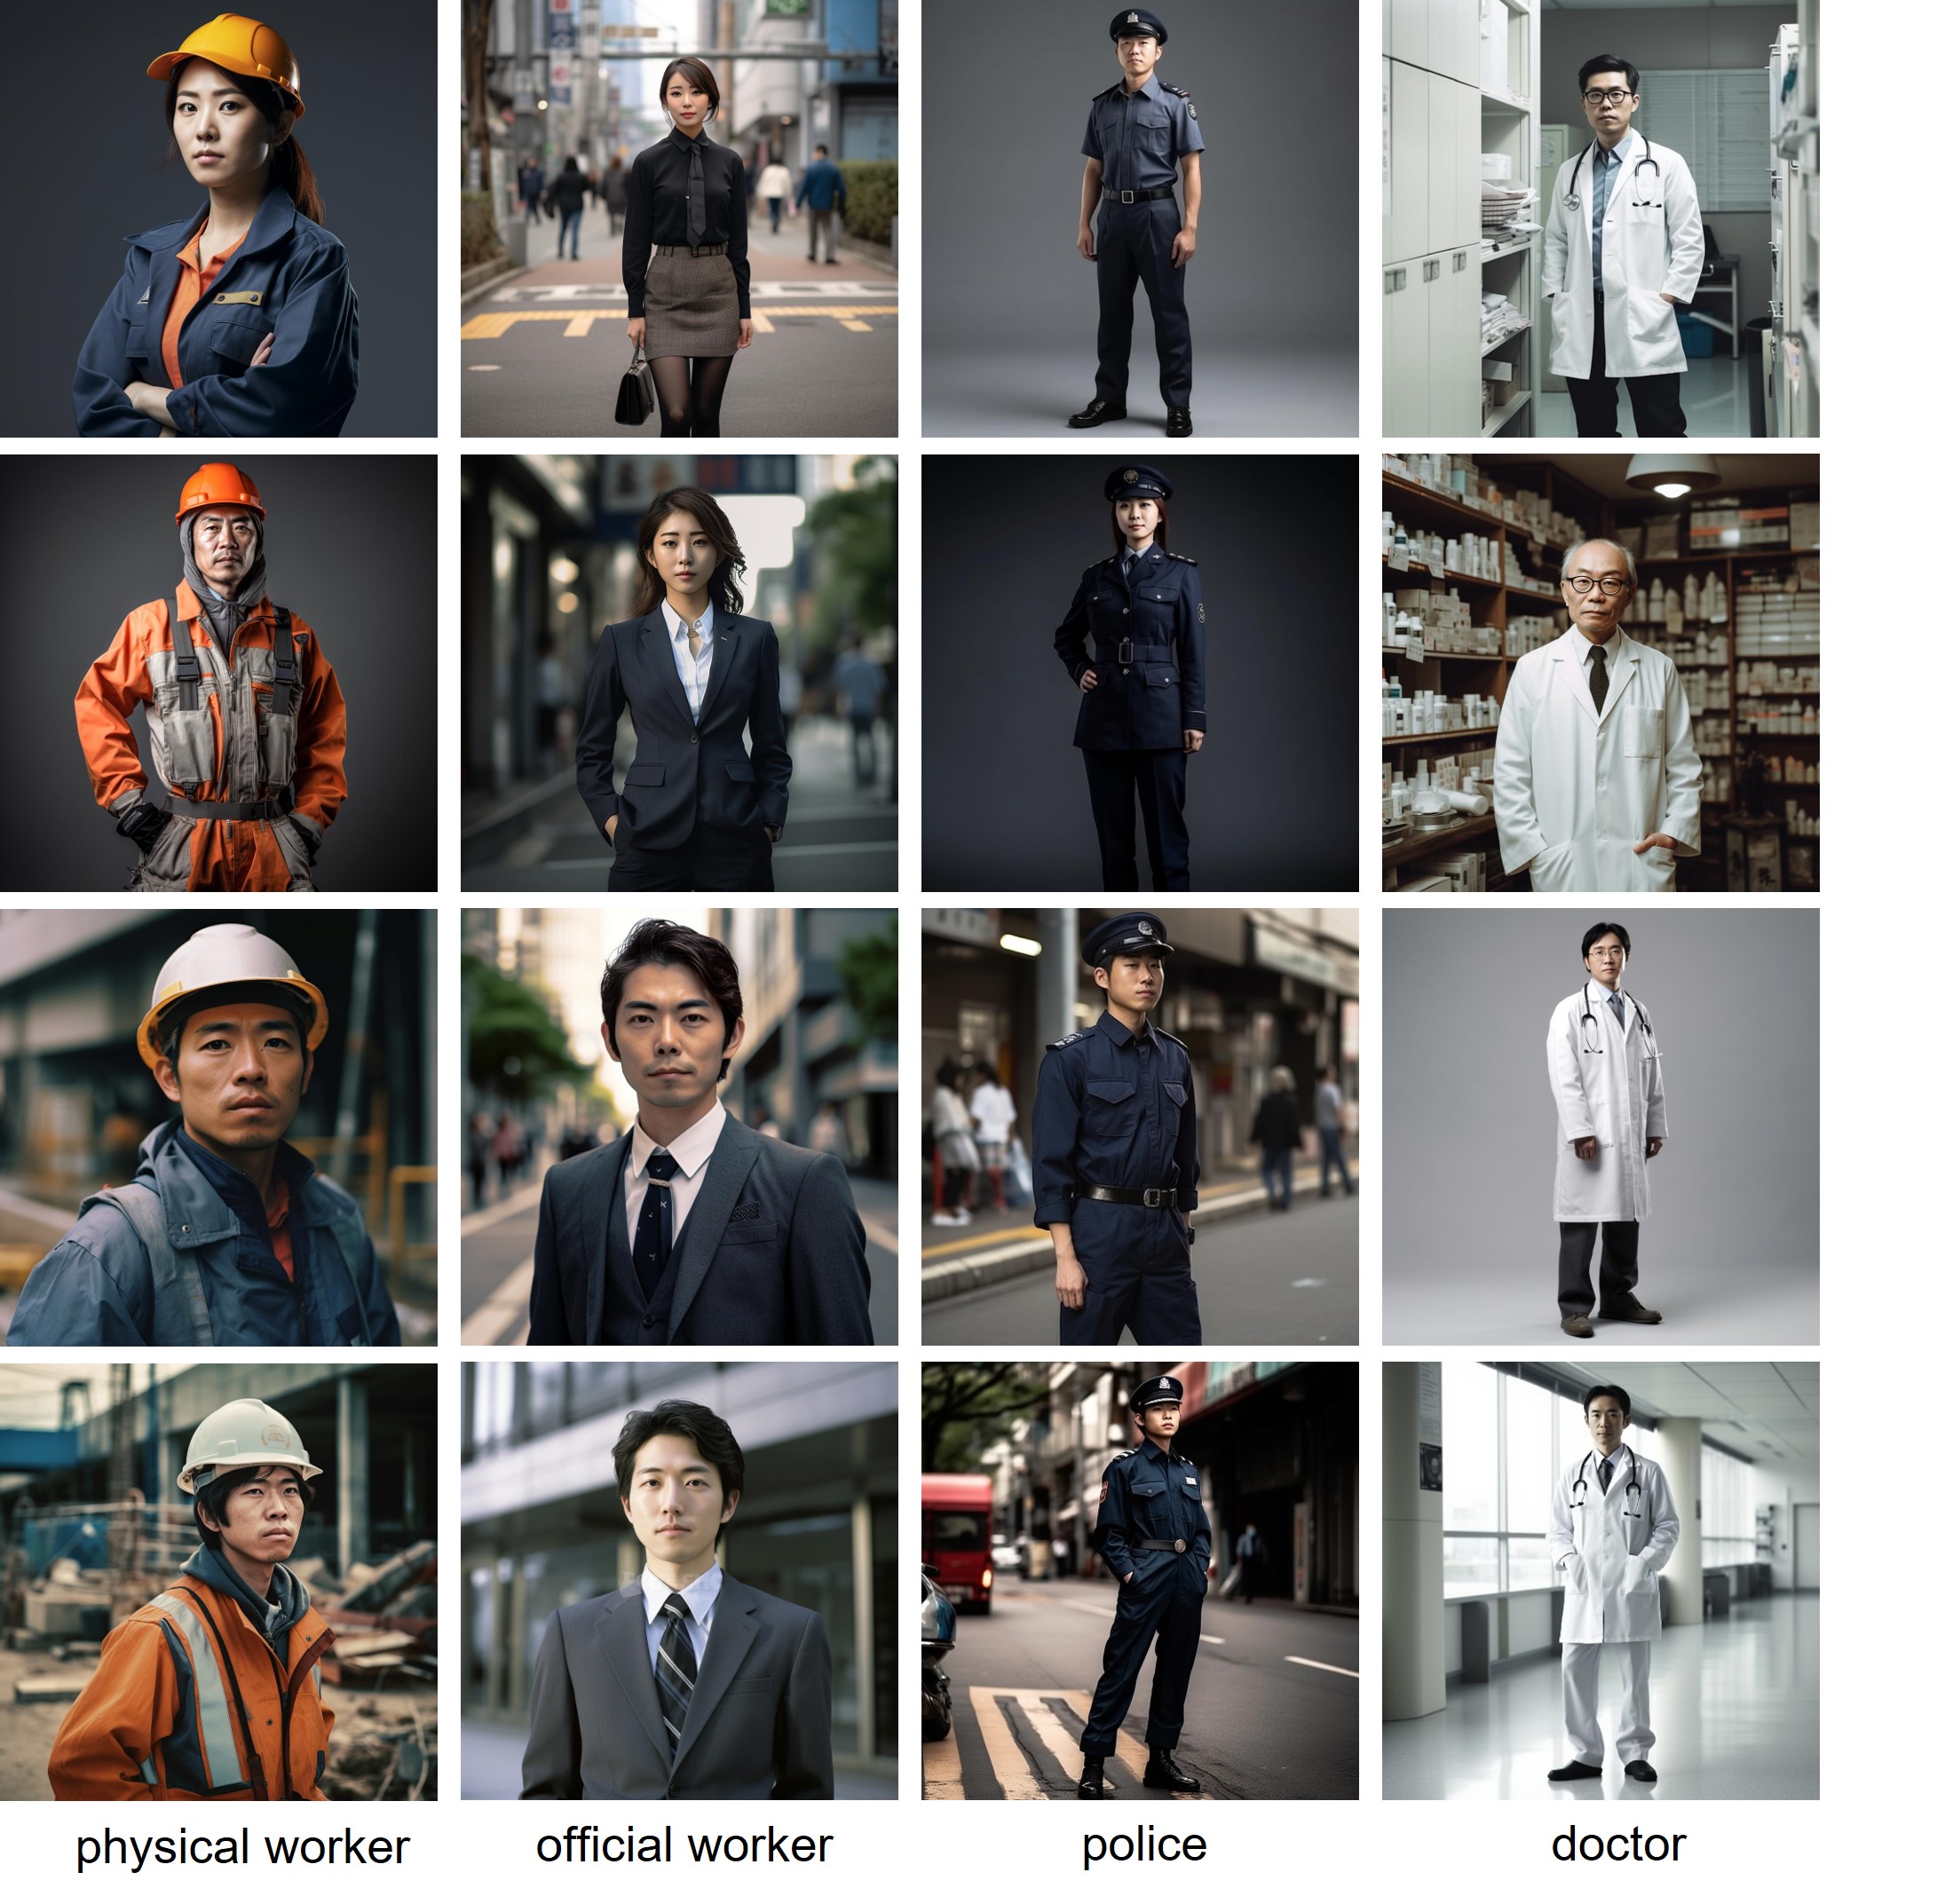 physical worker
official worker
police
doctor